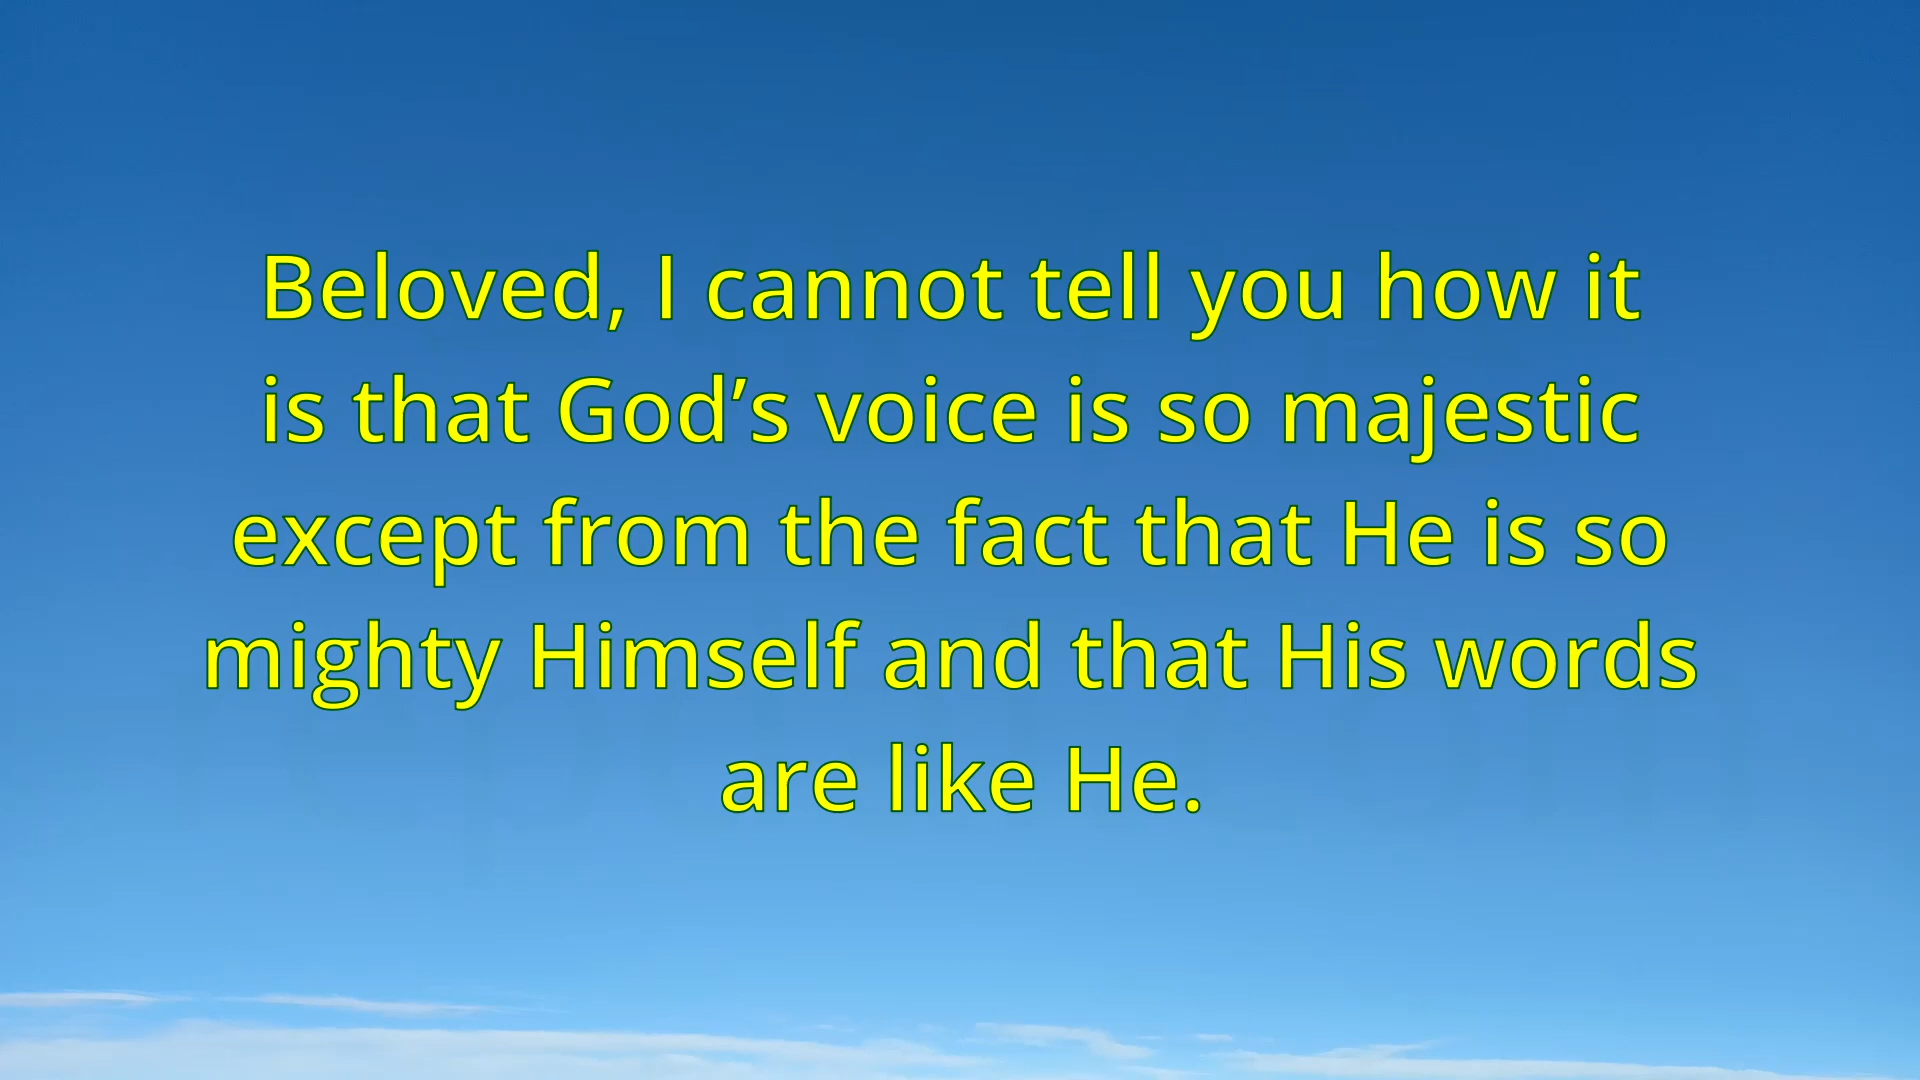 Beloved, I cannot tell you how it
is that God’s voice is so majestic
except from the fact that He is so
mighty Himself and that His words
are like He.